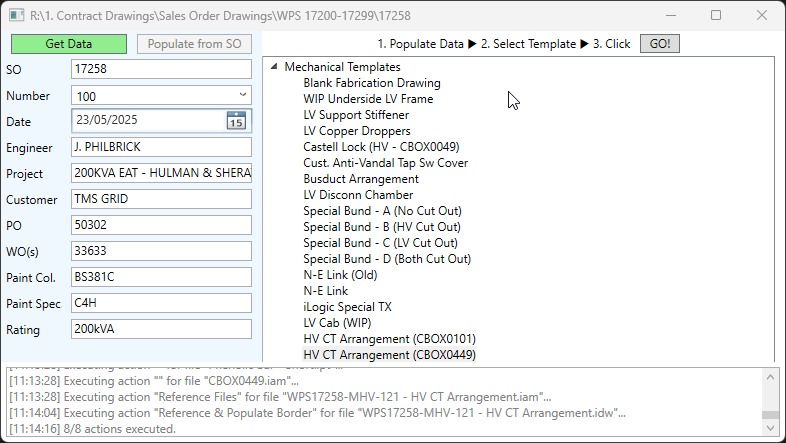 R:\1. Contract Drawings\Sales Order Drawings\WPS 17200-17299\17258
Get Data
Populate from SO
1. Populate Data ▶ 2. Select Template ▶ 3. Click
GO!
SO
17258
Number
100
Date
23/05/2025
15
Engineer
J. PHILBRICK
Project
200KVA EAT - HULMAN & SHERA
Customer
TMS GRID
PO
50302
WO(s)
33633
Paint Col.
BS381C
Paint Spec
C4H
Rating
200kVA
Mechanical Templates
Blank Fabrication Drawing
WIP Underside LV Frame
LV Support Stiffener
LV Copper Droppers
Castell Lock (HV - CBOX0049)
Cust. Anti-Vandal Tap Sw Cover
Busduct Arrangement
LV Disconn Chamber
Special Bund - A (No Cut Out)
Special Bund - B (HV Cut Out)
Special Bund - C (LV Cut Out)
Special Bund - D (Both Cut Out)
N-E Link (Old)
N-E Link
iLogic Special TX
LV Cab (WIP)
HV CT Arrangement (CBOX0101)
HV CT Arrangement (CBOX0449)
[11:13:28] Executing action "" for file "CBOX0449.iam"...
[11:13:28] Executing action "Reference Files" for file "WPS17258-MHV-121 - HV CT Arrangement.iam"...
[11:14:04] Executing action "Reference & Populate Border" for file "WPS17258-MHV-121 - HV CT Arrangement.idw"...
[11:14:16] 8/8 actions executed.